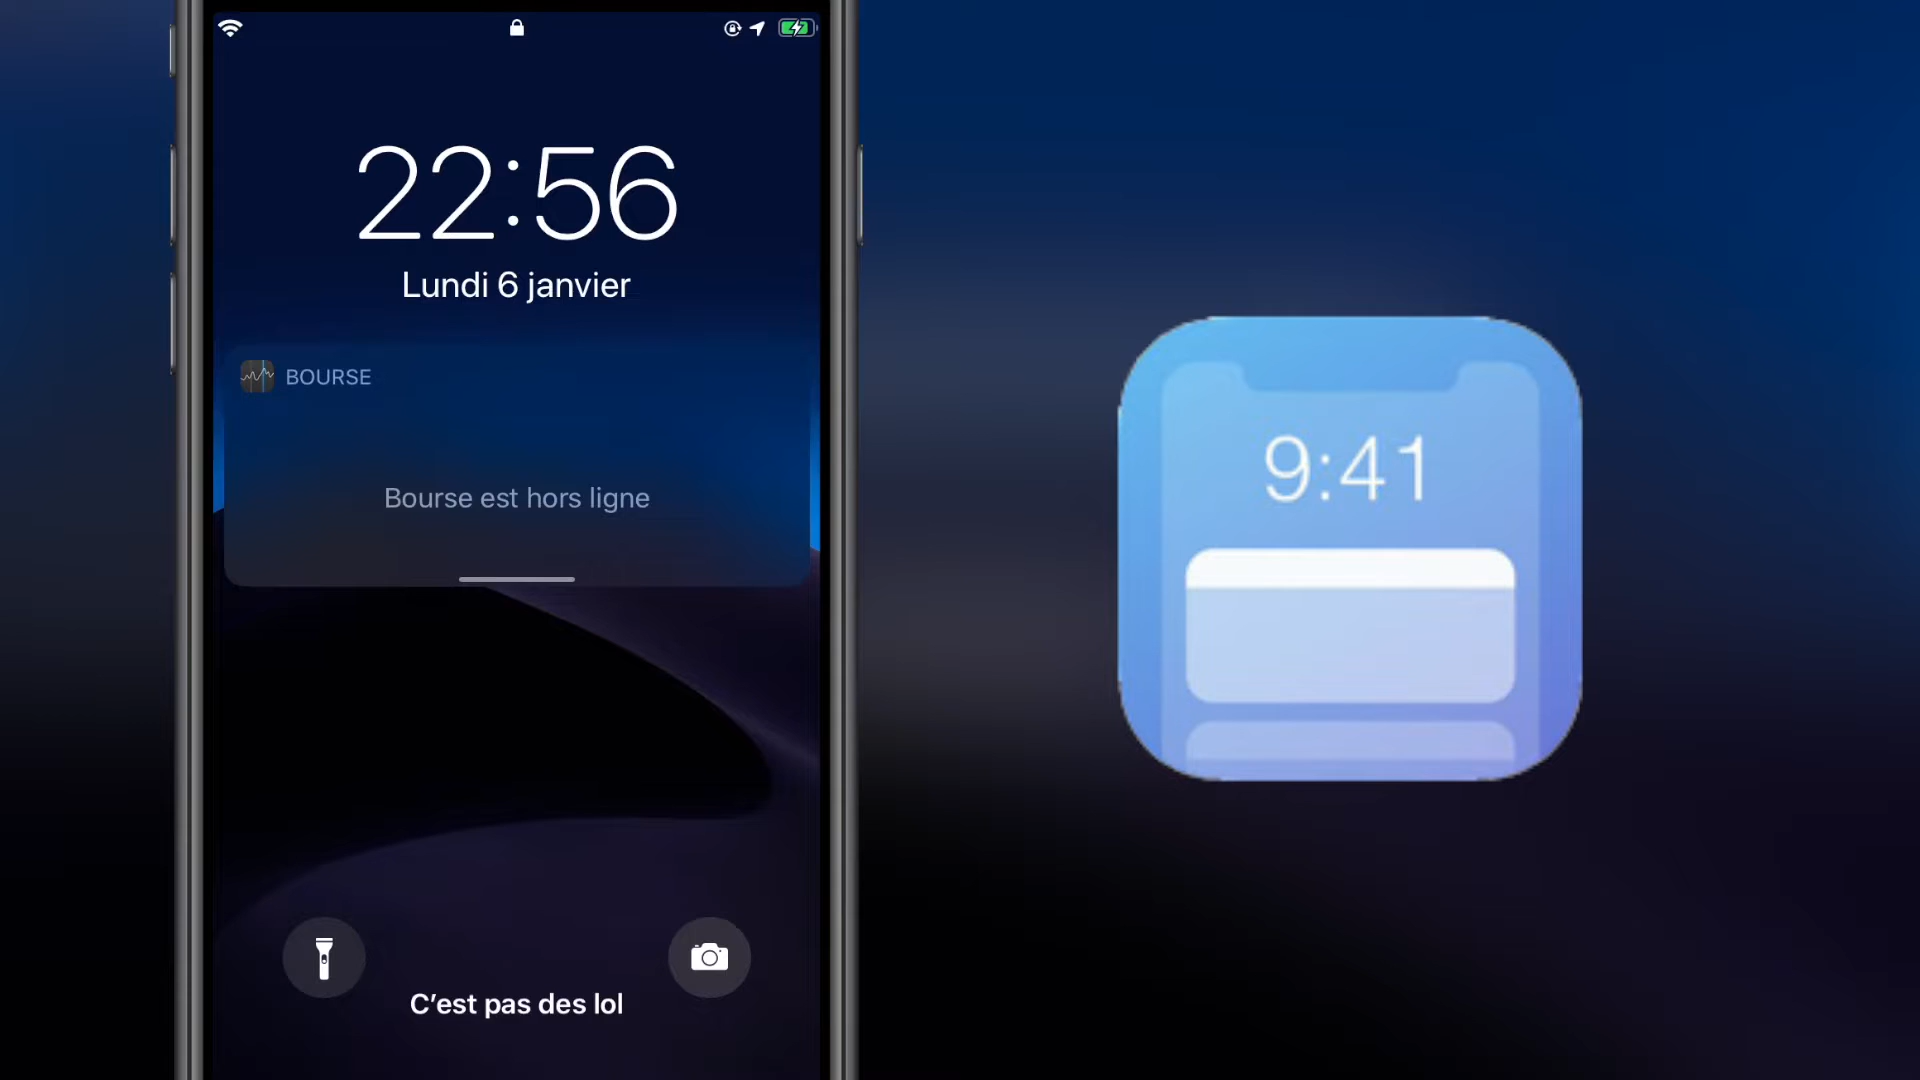 22:56
Lundi 6 janvier
BOURSE
Bourse est hors ligne
C’est pas des lol
9:41